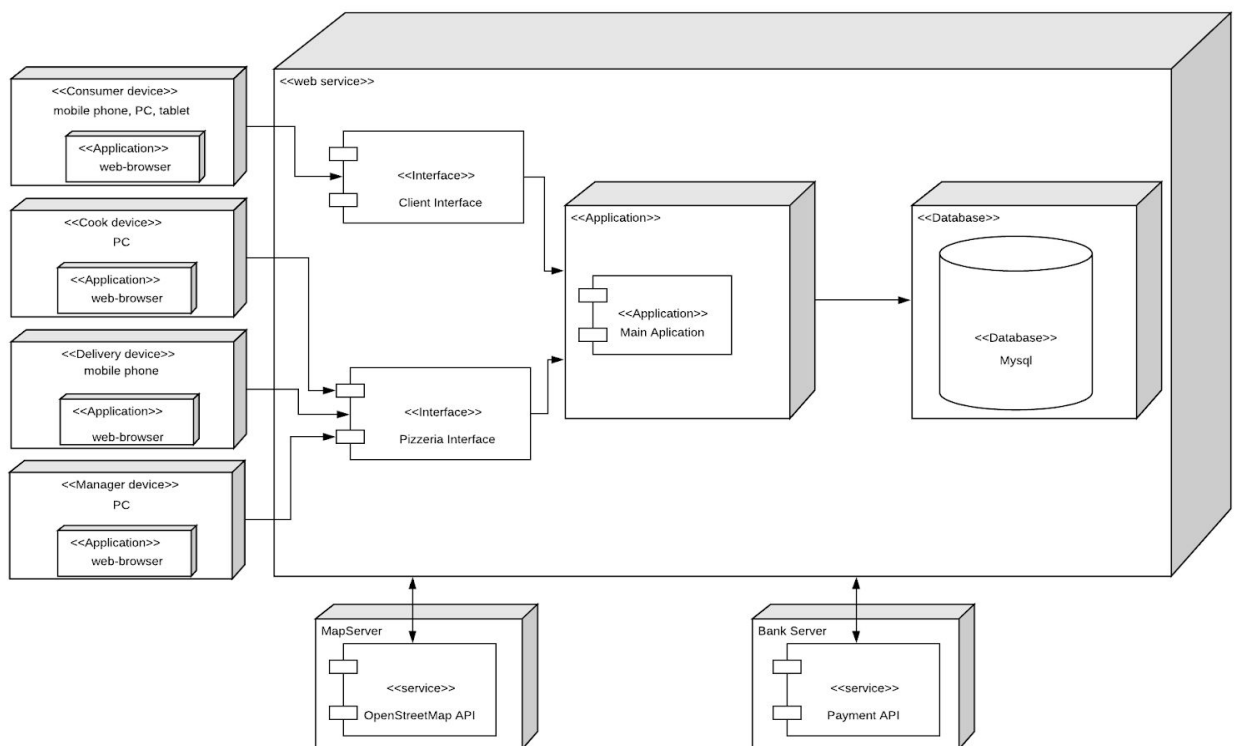 <<Consumer device>>
mobile phone, PC, tablet
<<Application>>
web-browser
<<Cook device>>
PC
<<Application>>
web-browser
<<Delivery device>>
mobile phone
<<Application>>
web-browser
<<Manager device>>
PC
<<Application>>
web-browser
<<web service>>
<<Interface>>
Client Interface
<<Interface>>
Pizzeria Interface
<<Application>>
<<Application>>
Main Aplication
<<Database>>
<<Database>>
Mysql
MapServer
<<service>>
OpenStreetMap API
Bank Server
<<service>>
Payment API